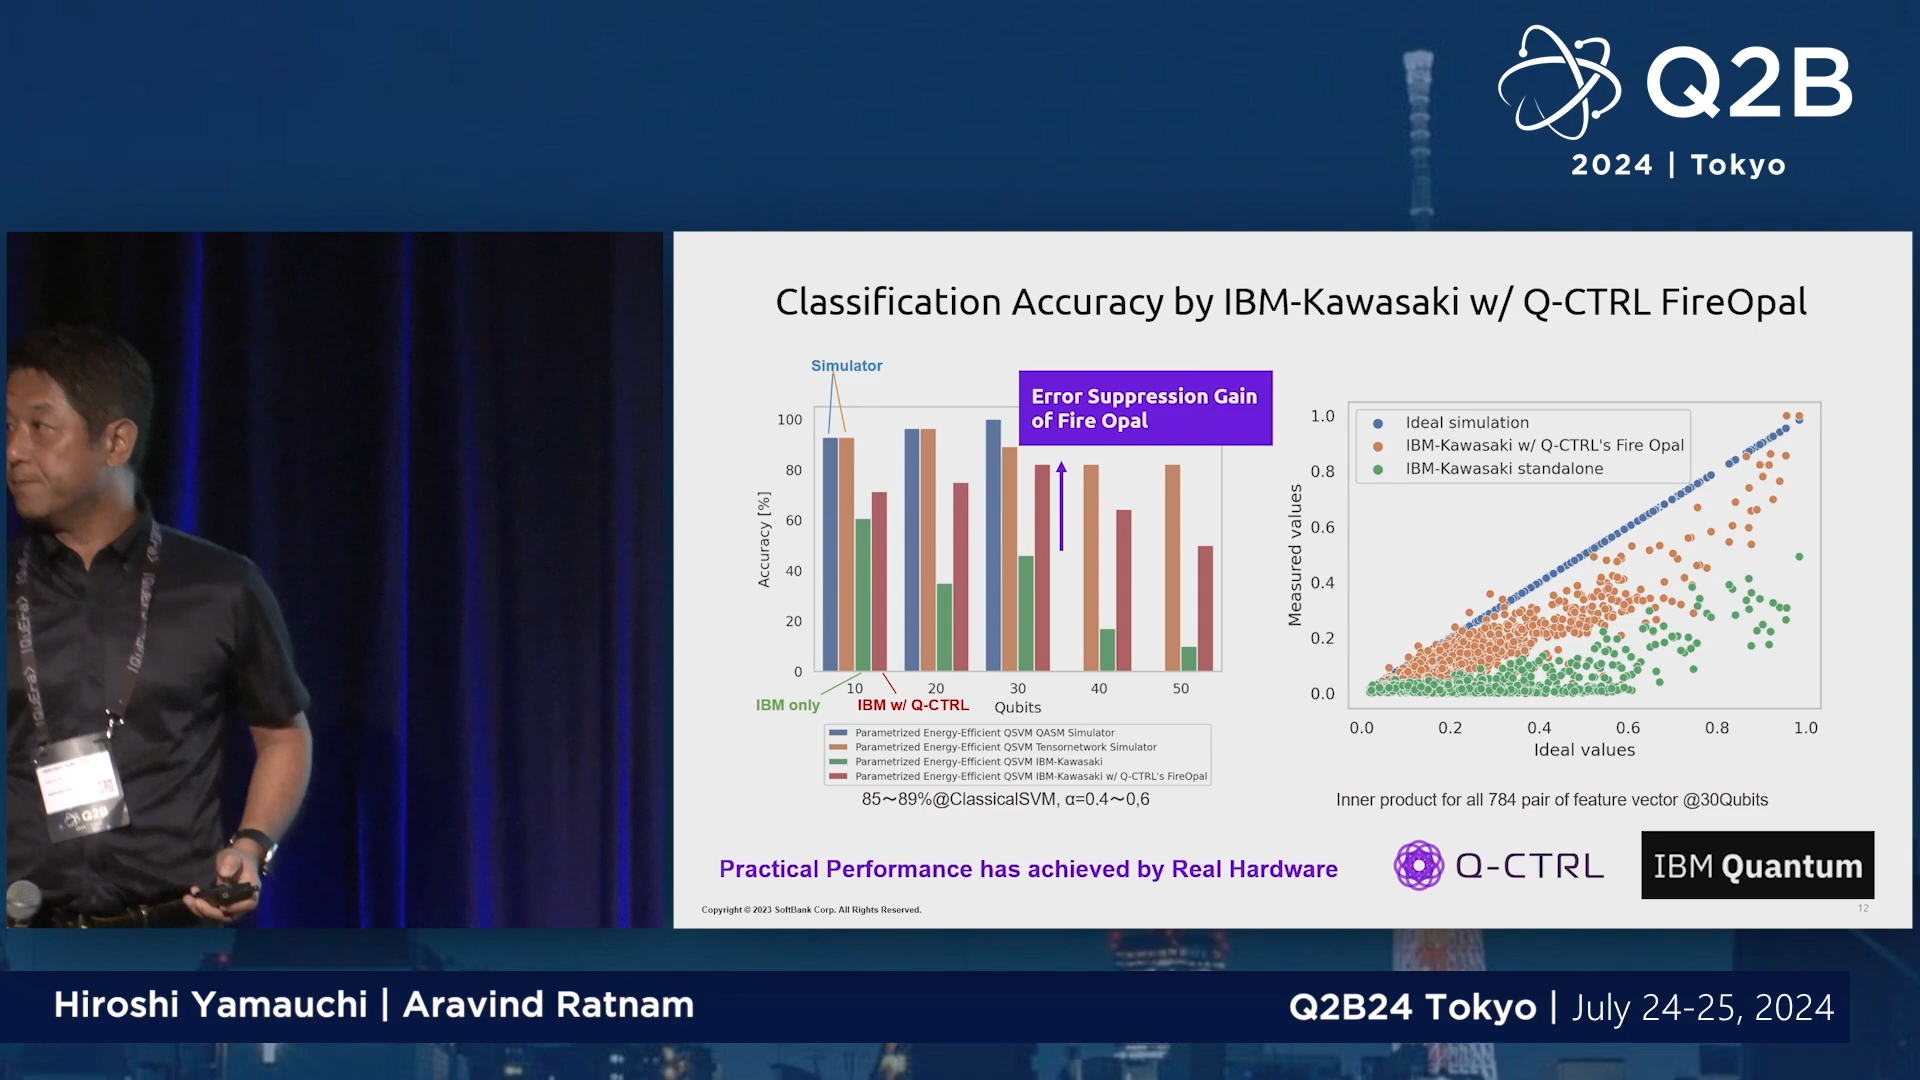 Q2B
2024 | Tokyo
Classification Accuracy by IBM-Kawasaki w/ Q-CTRL FireOpal
Simulator
Error Suppression Gain
of Fire Opal
100
80
60
40
20
0
Accuracy [%]
10
20
30
40
50
Qubits
IBM only
IBM w/ Q-CTRL
Parametrized Energy-Efficient QSVM QASM Simulator
Parametrized Energy-Efficient QSVM Tensornetwork Simulator
Parametrized Energy-Efficient QSVM IBM-Kawasaki
Parametrized Energy-Efficient QSVM IBM-Kawasaki w/ Q-CTRL's FireOpal
85～89%@ClassicalSVM, α=0.4～0,6
Ideal simulation
IBM-Kawasaki w/ Q-CTRL's Fire Opal
IBM-Kawasaki standalone
1.0
0.8
0.6
0.4
0.2
0.0
Measured values
0.0
0.2
0.4
0.6
0.8
1.0
Ideal values
Inner product for all 784 pair of feature vector @30Qubits
Practical Performance has achieved by Real Hardware
Q-CTRL
IBM Quantum
Copyright © 2023 SoftBank Corp. All Rights Reserved.
12
QuEra>
Q2B
Hiroshi Yamauchi | Aravind Ratnam
Q2B24 Tokyo | July 24-25, 2024